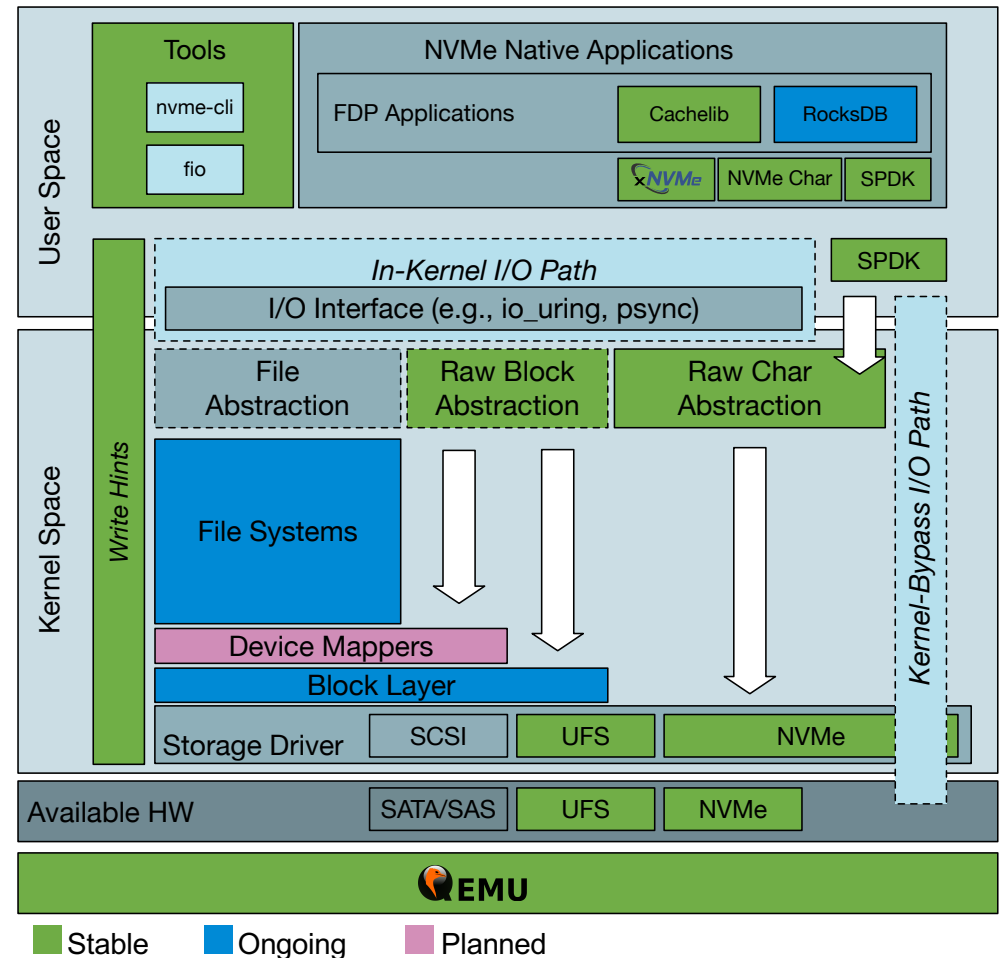 Tools
nvme-cli
fio
NVMe Native Applications
FDP Applications
Cachelib
RocksDB
xNVMe
NVMe Char
SPDK
User Space
SPDK
In-Kernel I/O Path
I/O Interface (e.g., io_uring, psync)
File
Abstraction
Raw Block
Abstraction
Raw Char
Abstraction
Kernel Space
Write Hints
File Systems
Kernel-Bypass I/O Path
Device Mappers
Block Layer
Storage Driver
SCSI
UFS
NVMe
Available HW
SATA/SAS
UFS
NVMe
QEMU
Stable
Ongoing
Planned